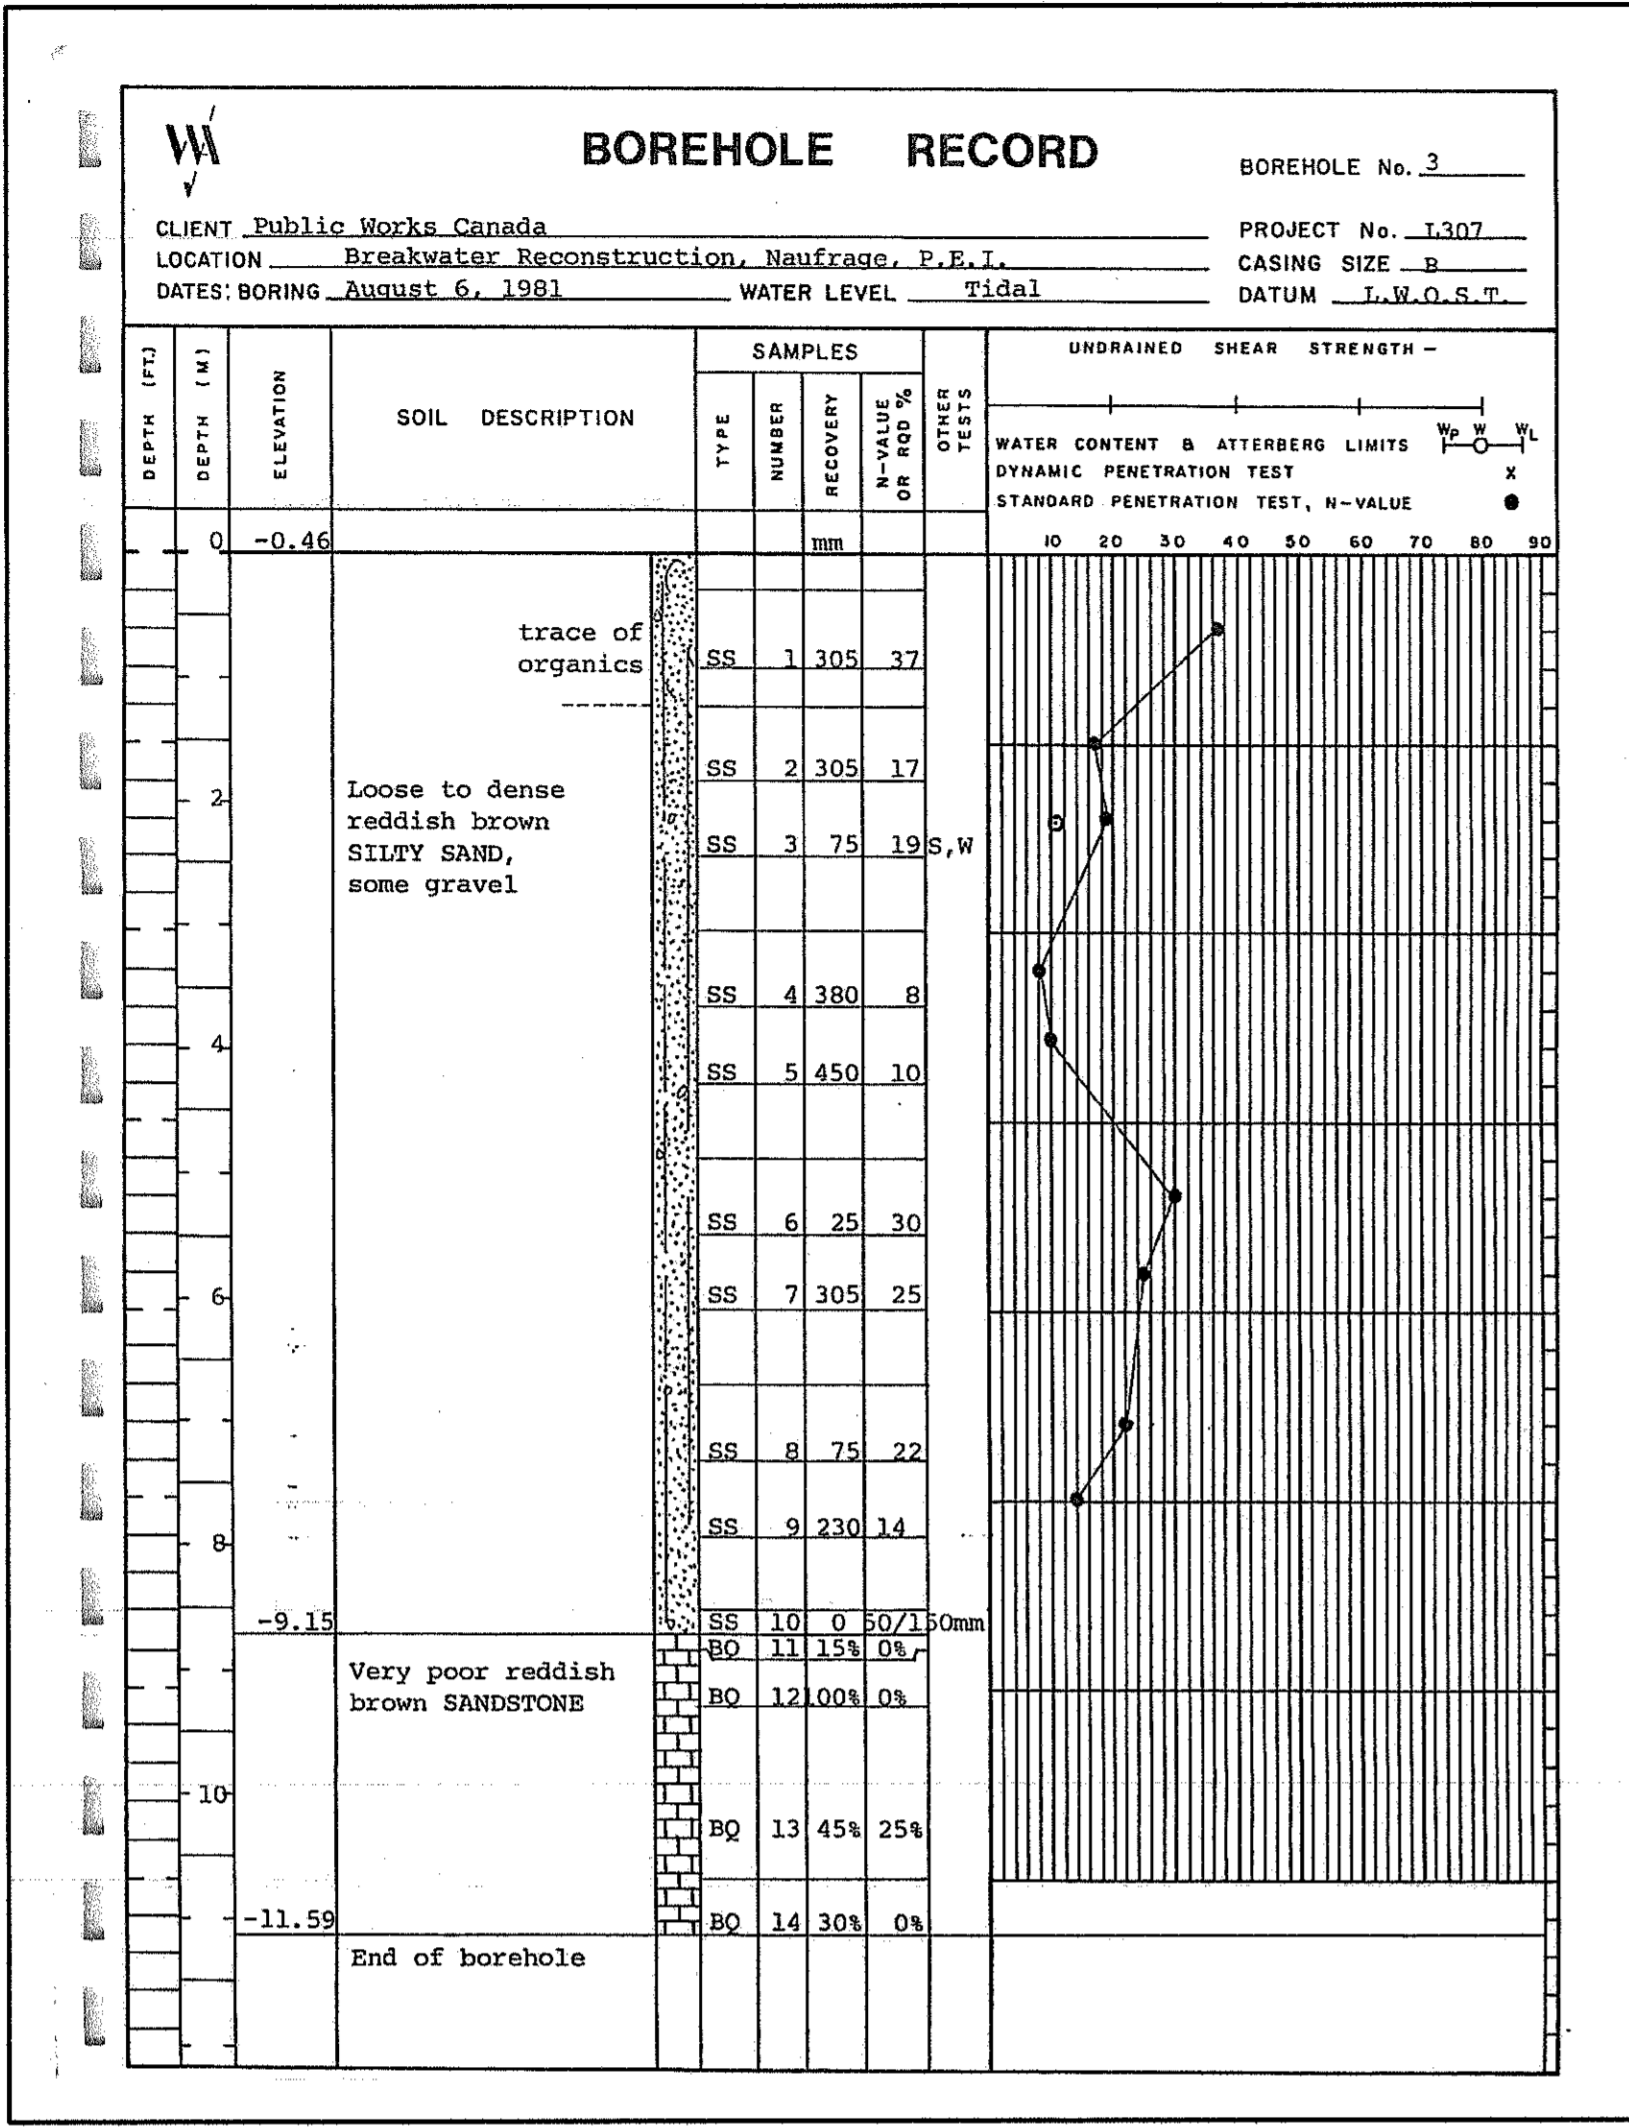 BOREHOLE RECORD
BOREHOLE No. 3
CLIENT Public Works Canada
PROJECT No. L307
LOCATION Breakwater Reconstruction, Naufrage, P.E.I.
CASING SIZE B
DATES: BORING August 6, 1981 WATER LEVEL Tidal
DATUM L.W.O.S.T.
DEPTH (FT.)
DEPTH (M)
ELEVATION
SOIL DESCRIPTION
SAMPLES
TYPE
NUMBER
RECOVERY
N-VALUE OR RQD %
OTHER TESTS
UNDRAINED SHEAR STRENGTH -
WATER CONTENT & ATTERBERG LIMITS WP W WL
DYNAMIC PENETRATION TEST X
STANDARD PENETRATION TEST, N-VALUE ●
0 -0.46 mm 10 20 30 40 50 60 70 80 90
trace of
organics
SS 1 305 37
SS 2 305 17
2
Loose to dense
reddish brown
SILTY SAND,
some gravel
SS 3 75 19 S,W
SS 4 380 8
4
SS 5 450 10
SS 6 25 30
6
SS 7 305 25
SS 8 75 22
SS 9 230 14
8
-9.15 SS 10 0 50/150mm
BQ 11 15% 0%
Very poor reddish
brown SANDSTONE
BQ 12 100% 0%
10
BQ 13 45% 25%
-11.59 BQ 14 30% 0%
End of borehole